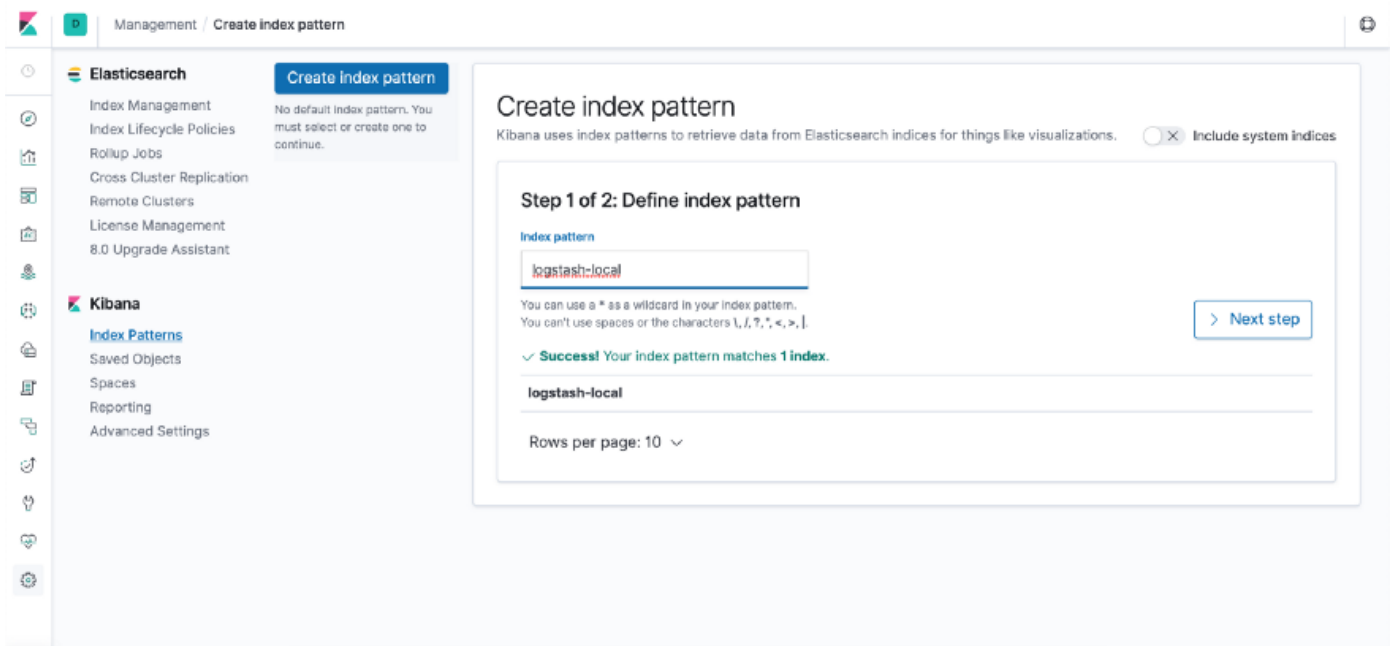 D Management / Create index pattern
Elasticsearch
Index Management
Index Lifecycle Policies
Rollup Jobs
Cross Cluster Replication
Remote Clusters
License Management
8.0 Upgrade Assistant
Kibana
Index Patterns
Saved Objects
Spaces
Reporting
Advanced Settings
Create index pattern
No default index pattern. You
must select or create one to
continue.
Create index pattern
Kibana uses index patterns to retrieve data from Elasticsearch indices for things like visualizations.
Include system indices
Step 1 of 2: Define index pattern
Index pattern
logstash-local
You can use a * as a wildcard in your index pattern.
You can't use spaces or the characters \, /, ?, ", <, >, |.
Success! Your index pattern matches 1 index.
logstash-local
Rows per page: 10
Next step